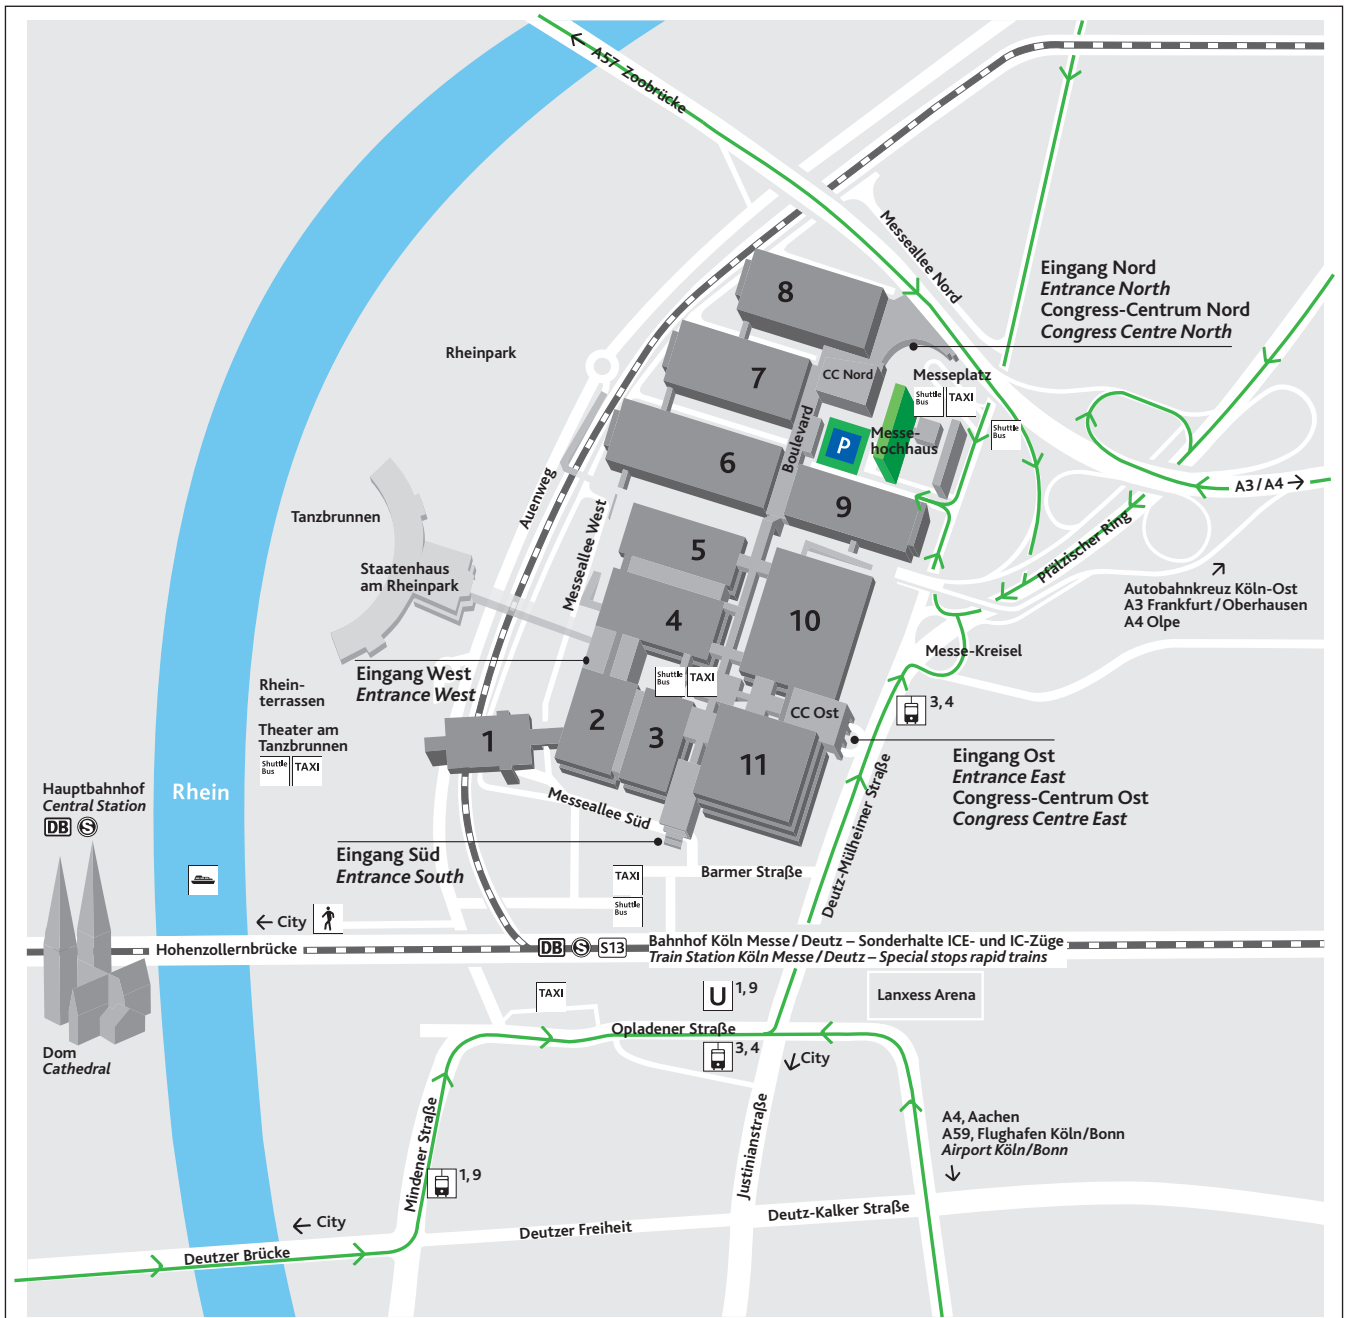 A57 Zoobrücke
Messeallee Nord
Eingang Nord
Entrance North
Congress-Centrum Nord
Congress Centre North
8
Rheinpark
7
CC Nord
Messeplatz
Shuttle
Bus
TAXI
Boulevard
P
Messe-
hochhaus
Shuttle
Bus
6
9
A3 / A4
Auenweg
Tanzbrunnen
Messeallee West
5
Pfälzischer Ring
Staatenhaus
am Rheinpark
4
10
Autobahnkreuz Köln-Ost
A3 Frankfurt / Oberhausen
A4 Olpe
Messe-Kreisel
Eingang West
Entrance West
Shuttle
Bus
TAXI
Rhein-
terrassen
3, 4
CC Ost
2
3
1
11
Theater am
Tanzbrunnen
Shuttle
Bus
TAXI
Eingang Ost
Entrance East
Congress-Centrum Ost
Congress Centre East
Hauptbahnhof
Central Station
DB S
Rhein
Messeallee Süd
Deutz-Mülheimer Straße
Eingang Süd
Entrance South
Barmer Straße
TAXI
Shuttle
Bus
City
Hohenzollernbrücke
DB S S13
Bahnhof Köln Messe / Deutz – Sonderhalte ICE- und IC-Züge
Train Station Köln Messe / Deutz – Special stops rapid trains
TAXI
U 1, 9
Lanxess Arena
Opladener Straße
3, 4
City
Dom
Cathedral
Mindener Straße
Justinianstraße
A4, Aachen
A59, Flughafen Köln/Bonn
Airport Köln/Bonn
1, 9
City
Deutzer Brücke
Deutzer Freiheit
Deutz-Kalker Straße